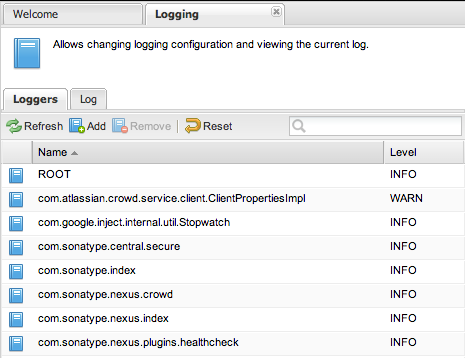 Welcome Logging
Allows changing logging configuration and viewing the current log.
Loggers Log
Refresh Add Remove Reset
Name Level
ROOT INFO
com.atlassian.crowd.service.client.ClientPropertiesImpl WARN
com.google.inject.internal.util.Stopwatch INFO
com.sonatype.central.secure INFO
com.sonatype.index INFO
com.sonatype.nexus.crowd INFO
com.sonatype.nexus.index INFO
com.sonatype.nexus.plugins.healthcheck INFO